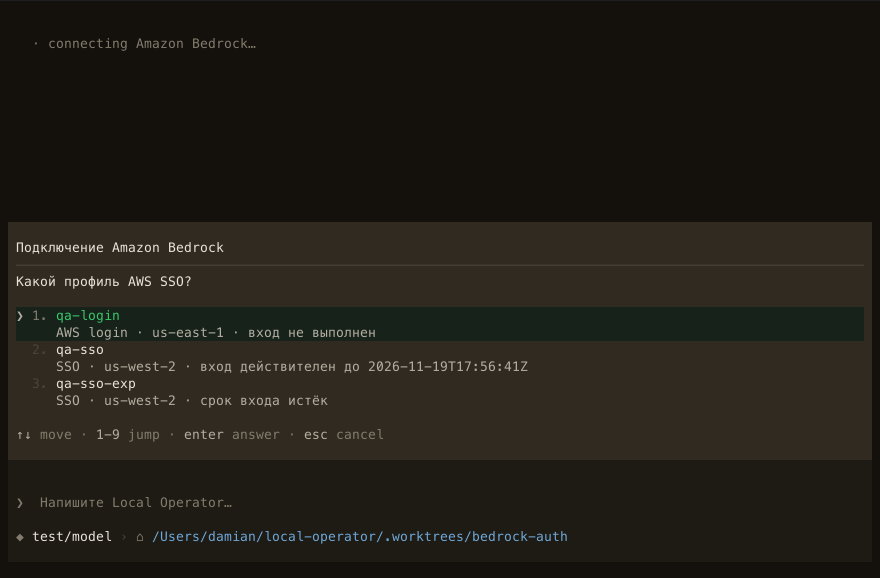 · connecting Amazon Bedrock…
Подключение Amazon Bedrock
Какой профиль AWS SSO?
❯ 1. qa-login
AWS login · us-east-1 · вход не выполнен
2. qa-sso
SSO · us-west-2 · вход действителен до 2026-11-19T17:56:41Z
3. qa-sso-exp
SSO · us-west-2 · срок входа истёк
↑↓ move · 1-9 jump · enter answer · esc cancel
❯ Напишите Local Operator…
◆ test/model › ⌂ /Users/damian/local-operator/.worktrees/bedrock-auth